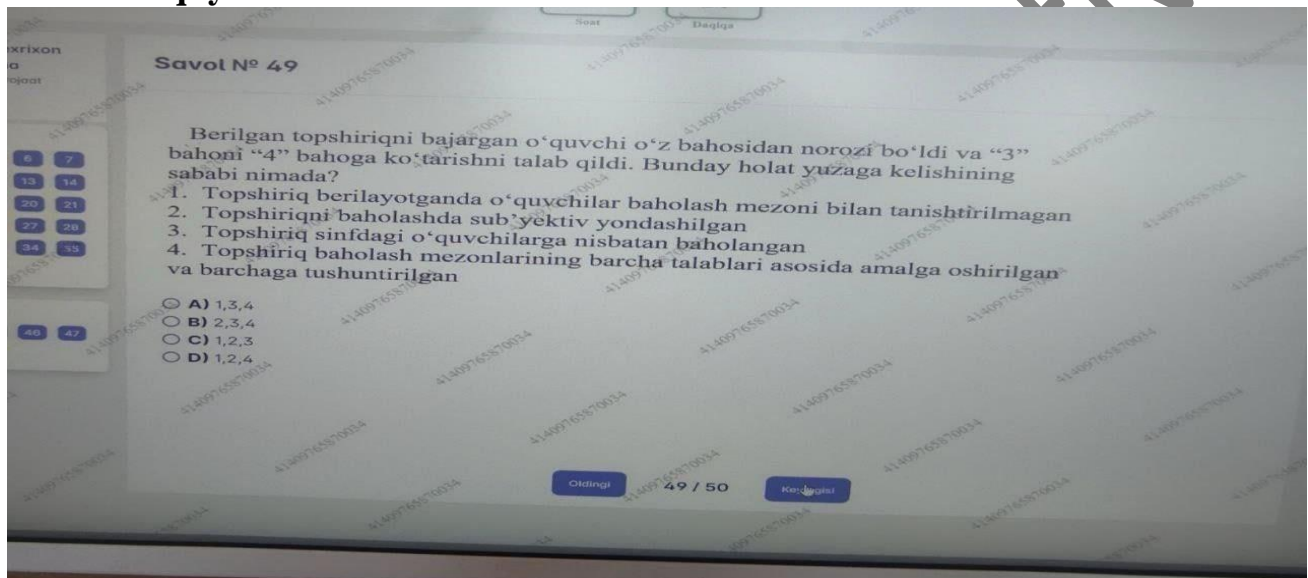 Soat
Daqiqa
xrixon
a
ojaat
Savol № 49
Berilgan topshiriqni bajargan o‘quvchi o‘z bahosidan norozi bo‘ldi va “3”
bahoni “4” bahoga ko‘tarishni talab qildi. Bunday holat yuzaga kelishining
sababi nimada?
1. Topshiriq berilayotganda o‘quvchilar baholash mezoni bilan tanishtirilmagan
2. Topshiriqni baholashda sub’yektiv yondashilgan
3. Topshiriq sinfdagi o‘quvchilarga nisbatan baholangan
4. Topshiriq baholash mezonlarining barcha talablari asosida amalga oshirilgan
va barchaga tushuntirilgan
A) 1,3,4
B) 2,3,4
C) 1,2,3
D) 1,2,4
6 7
13 14
20 21
27 28
34 35
46 47
Oldingi 49 / 50
41409765870034